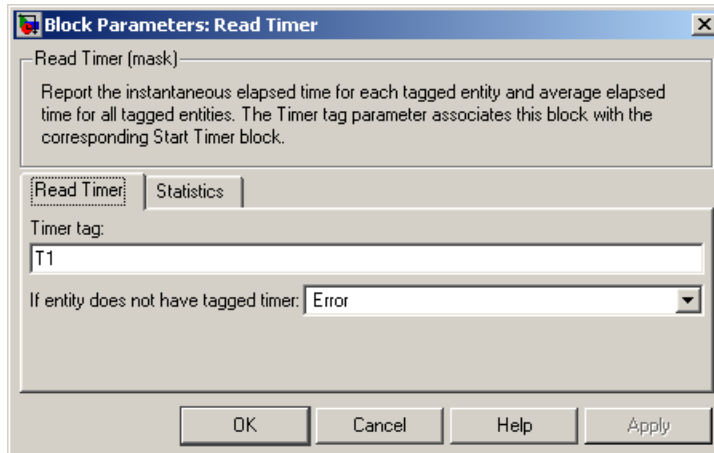 Block Parameters: Read Timer
Read Timer (mask)
Report the instantaneous elapsed time for each tagged entity and average elapsed
time for all tagged entities. The Timer tag parameter associates this block with the
corresponding Start Timer block.
Read Timer Statistics
Timer tag:
T1
If entity does not have tagged timer: Error
OK Cancel Help Apply